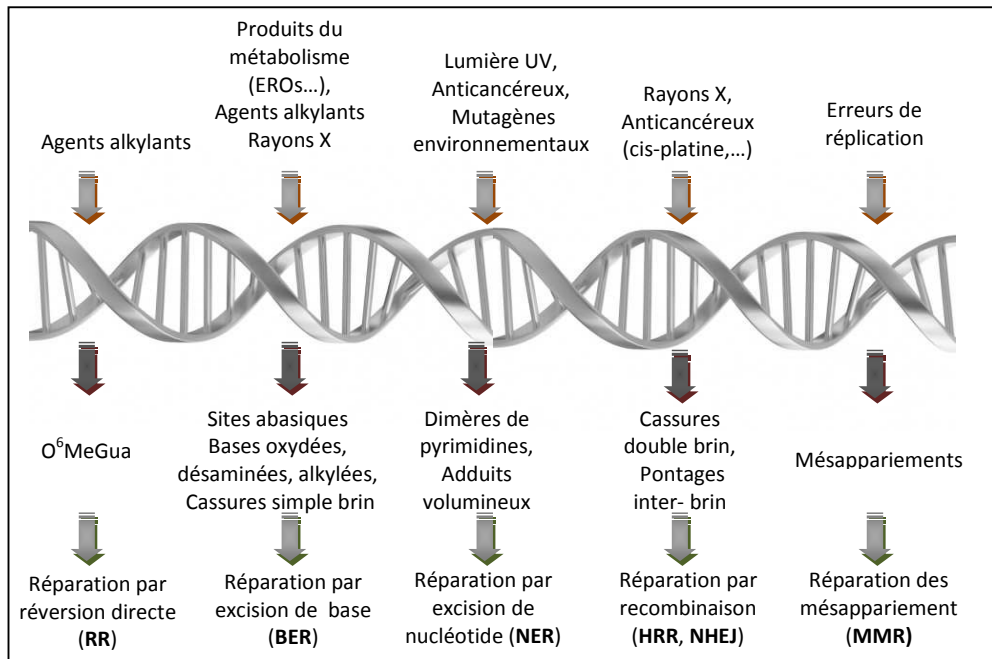 Agents alkylants
Produits du
métabolisme
(EROs...),
Agents alkylants
Rayons X
Lumière UV,
Anticancéreux,
Mutagènes
environnementaux
Rayons X,
Anticancéreux
(cis-platine,...)
Erreurs de
réplication
O⁶MeGua
Sites abasiques
Bases oxydées,
désaminées, alkylées,
Cassures simple brin
Dimères de
pyrimidines,
Adduits
volumineux
Cassures
double brin,
Pontages
inter- brin
Mésappariements
Réparation par
réversion directe
(RR)
Réparation par
excision de base
(BER)
Réparation par
excision de
nucléotide (NER)
Réparation par
recombinaison
(HRR, NHEJ)
Réparation des
mésappariement
(MMR)